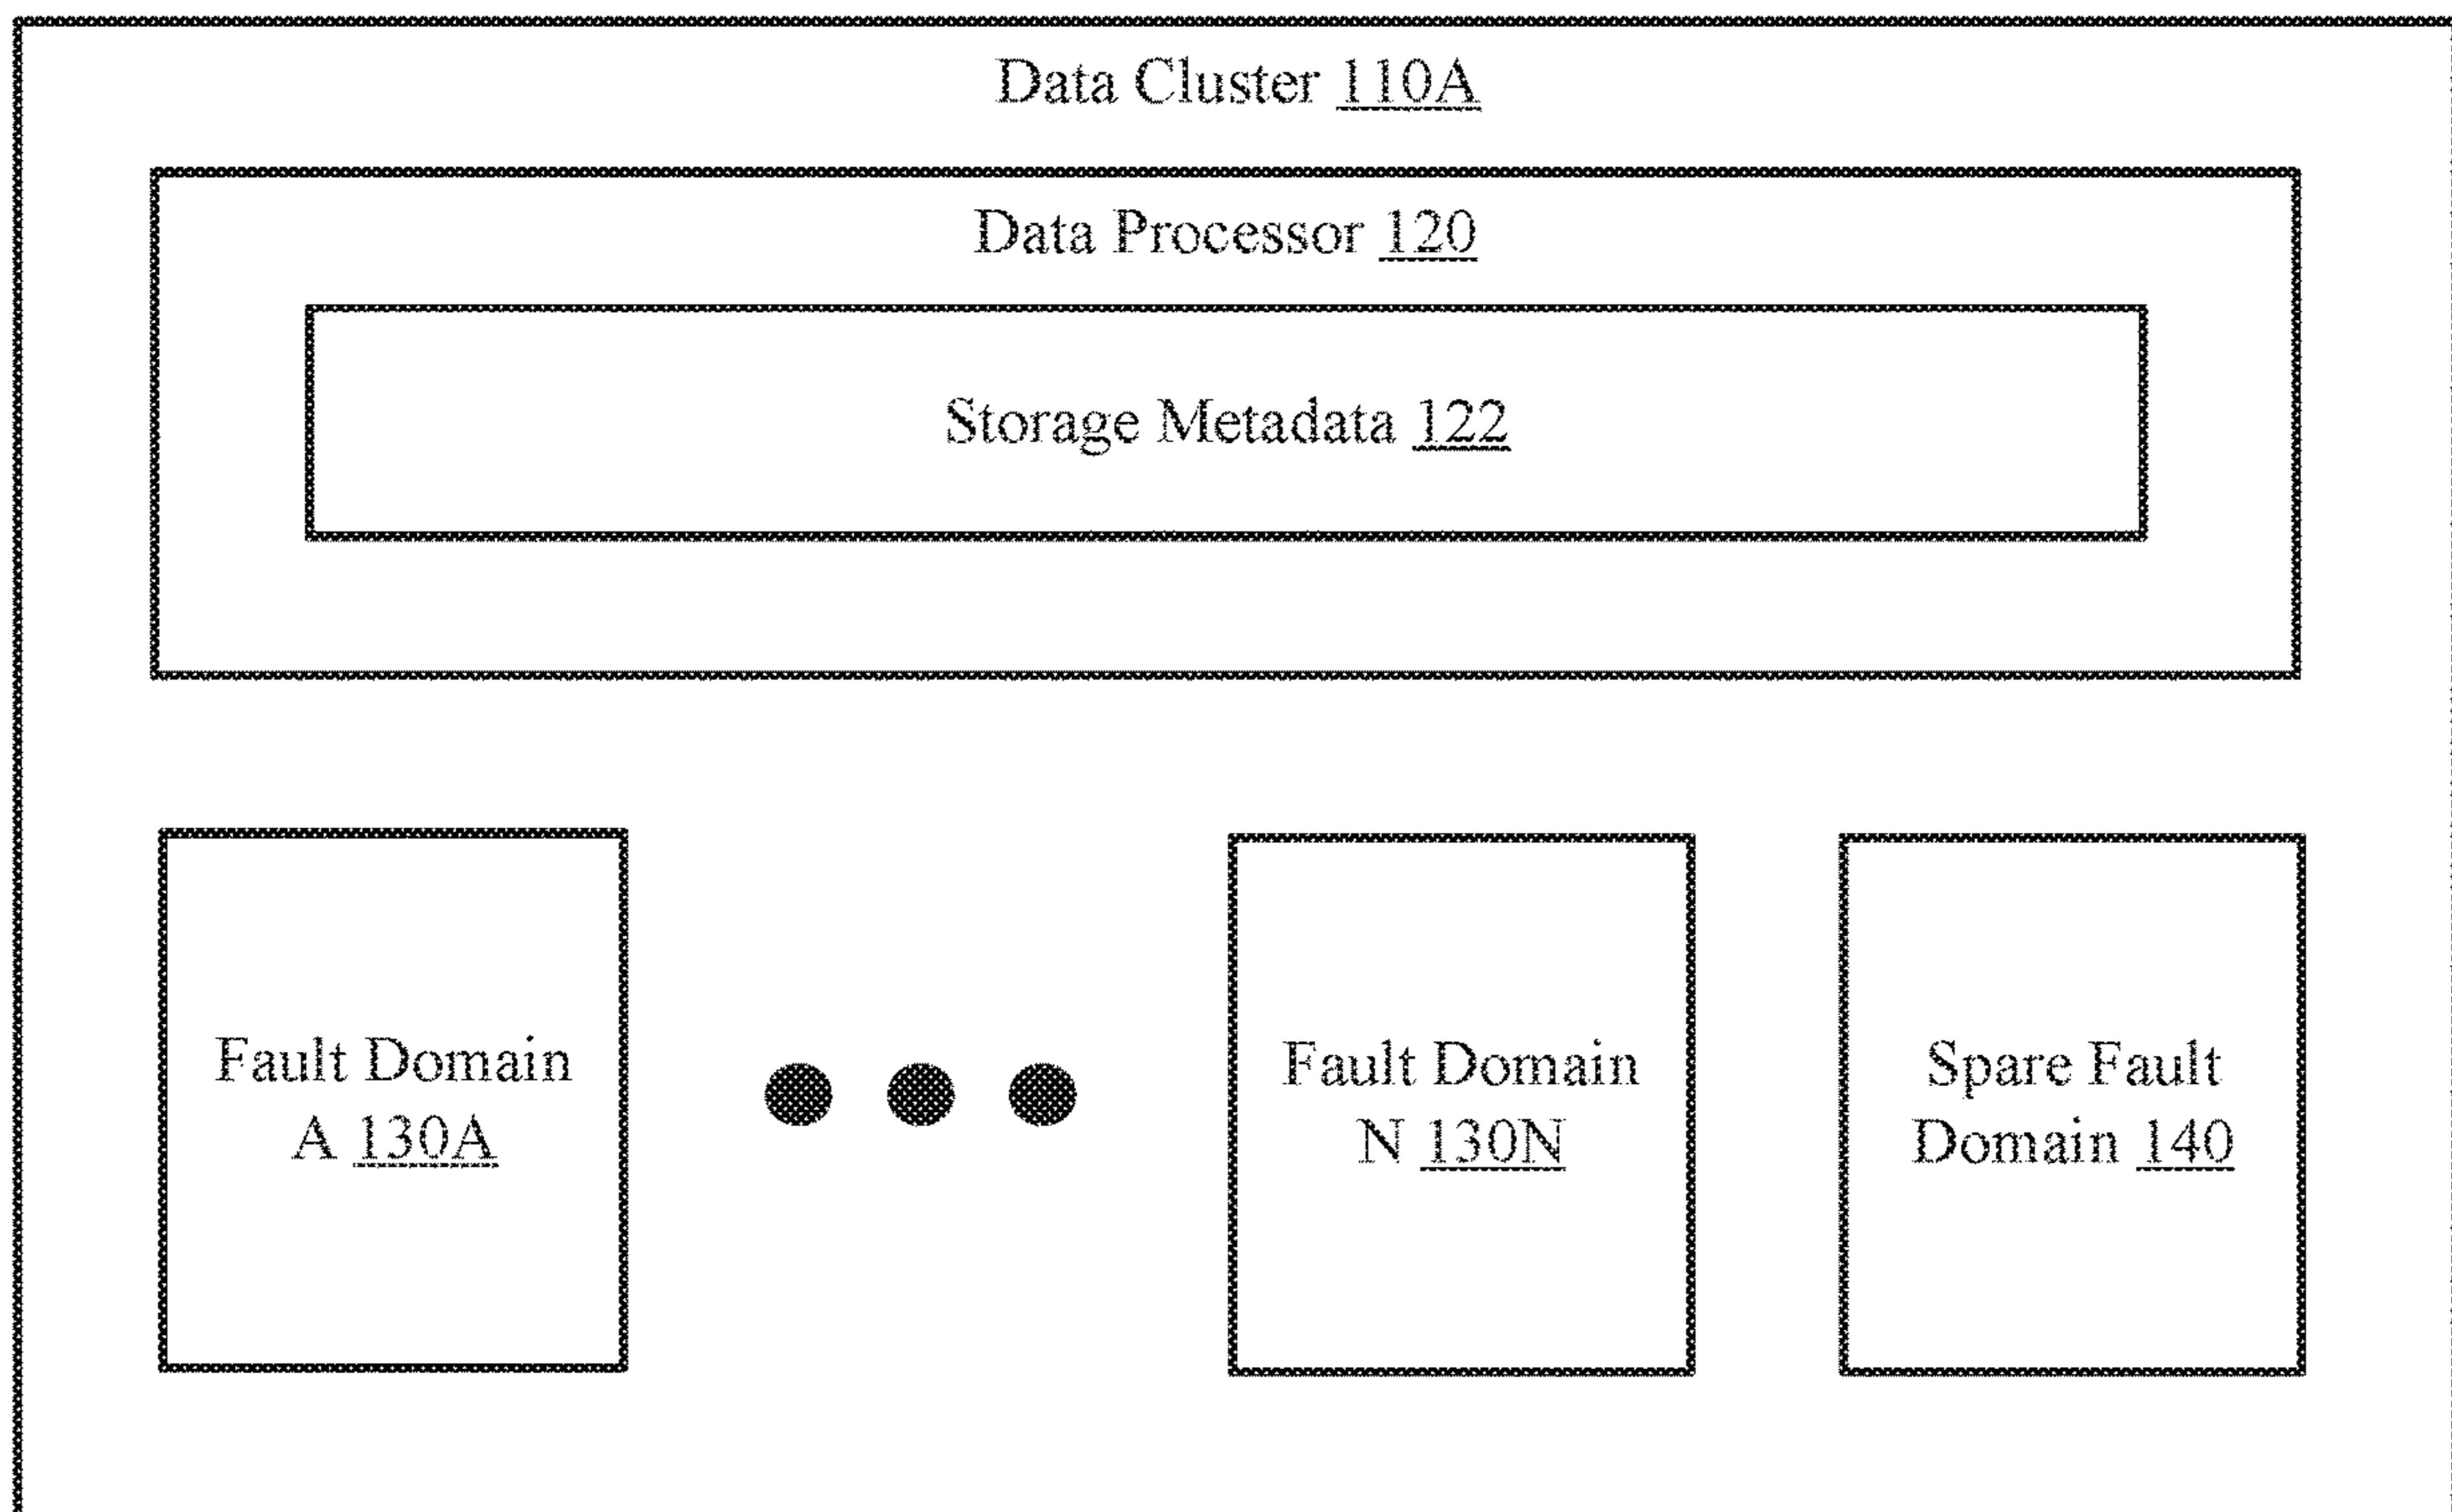 Data Cluster 110A
Data Processor 120
Storage Metadata 122
Fault Domain
A 130A
Fault Domain
N 130N
Spare Fault
Domain 140